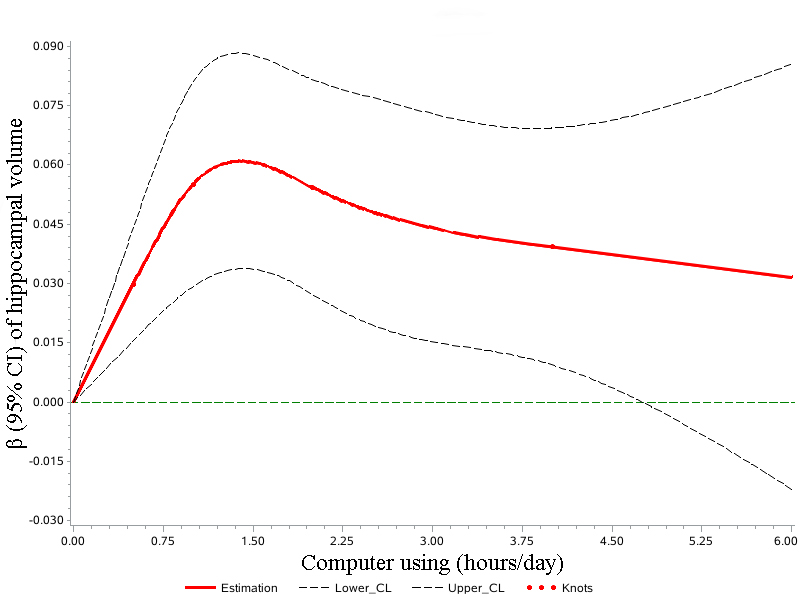 β (95% CI) of hippocampal volume
0.090
0.075
0.060
0.045
0.030
0.015
0.000
-0.015
-0.030
0.00 0.75 1.50 2.25 3.00 3.75 4.50 5.25 6.00
Computer using (hours/day)
Estimation Lower_CL Upper_CL Knots